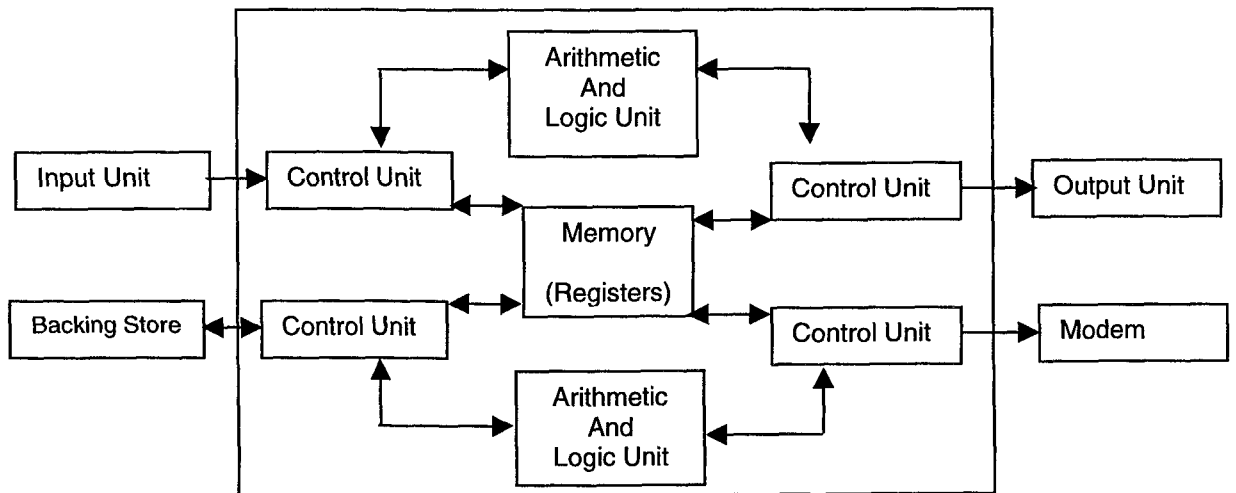 Arithmetic
And
Logic Unit
Input Unit
Control Unit
Control Unit
Output Unit
Memory
(Registers)
Backing Store
Control Unit
Control Unit
Modem
Arithmetic
And
Logic Unit